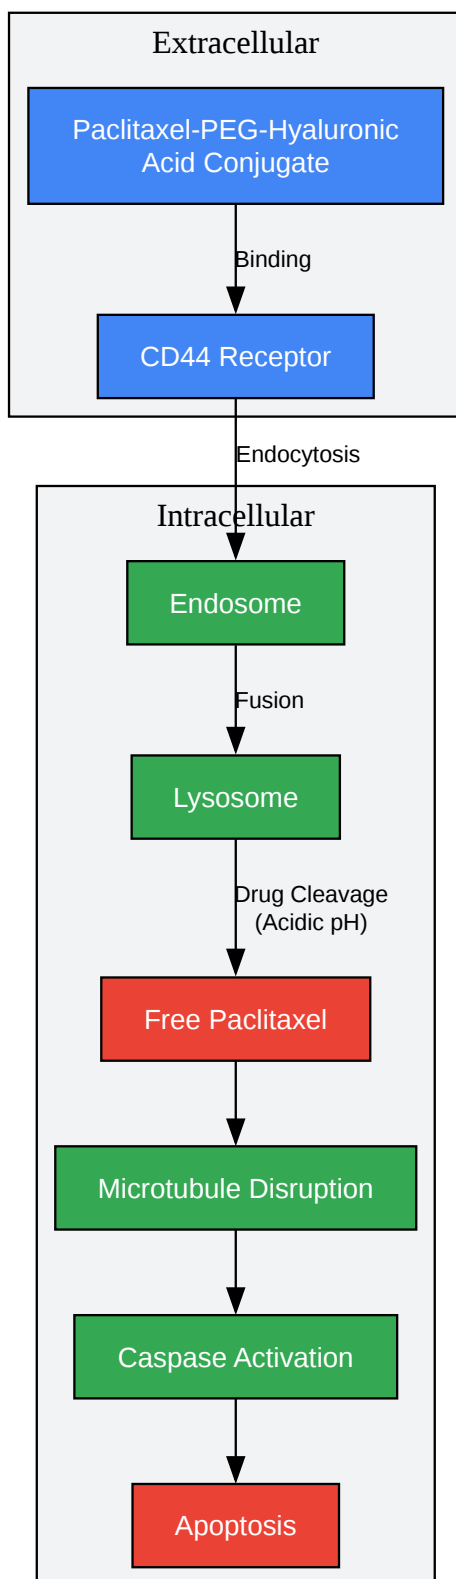 Extracellular
Paclitaxel-PEG-Hyaluronic
Acid Conjugate
Binding
CD44 Receptor
Endocytosis
Intracellular
Endosome
Fusion
Lysosome
Drug Cleavage
(Acidic pH)
Free Paclitaxel
Microtubule Disruption
Caspase Activation
Apoptosis